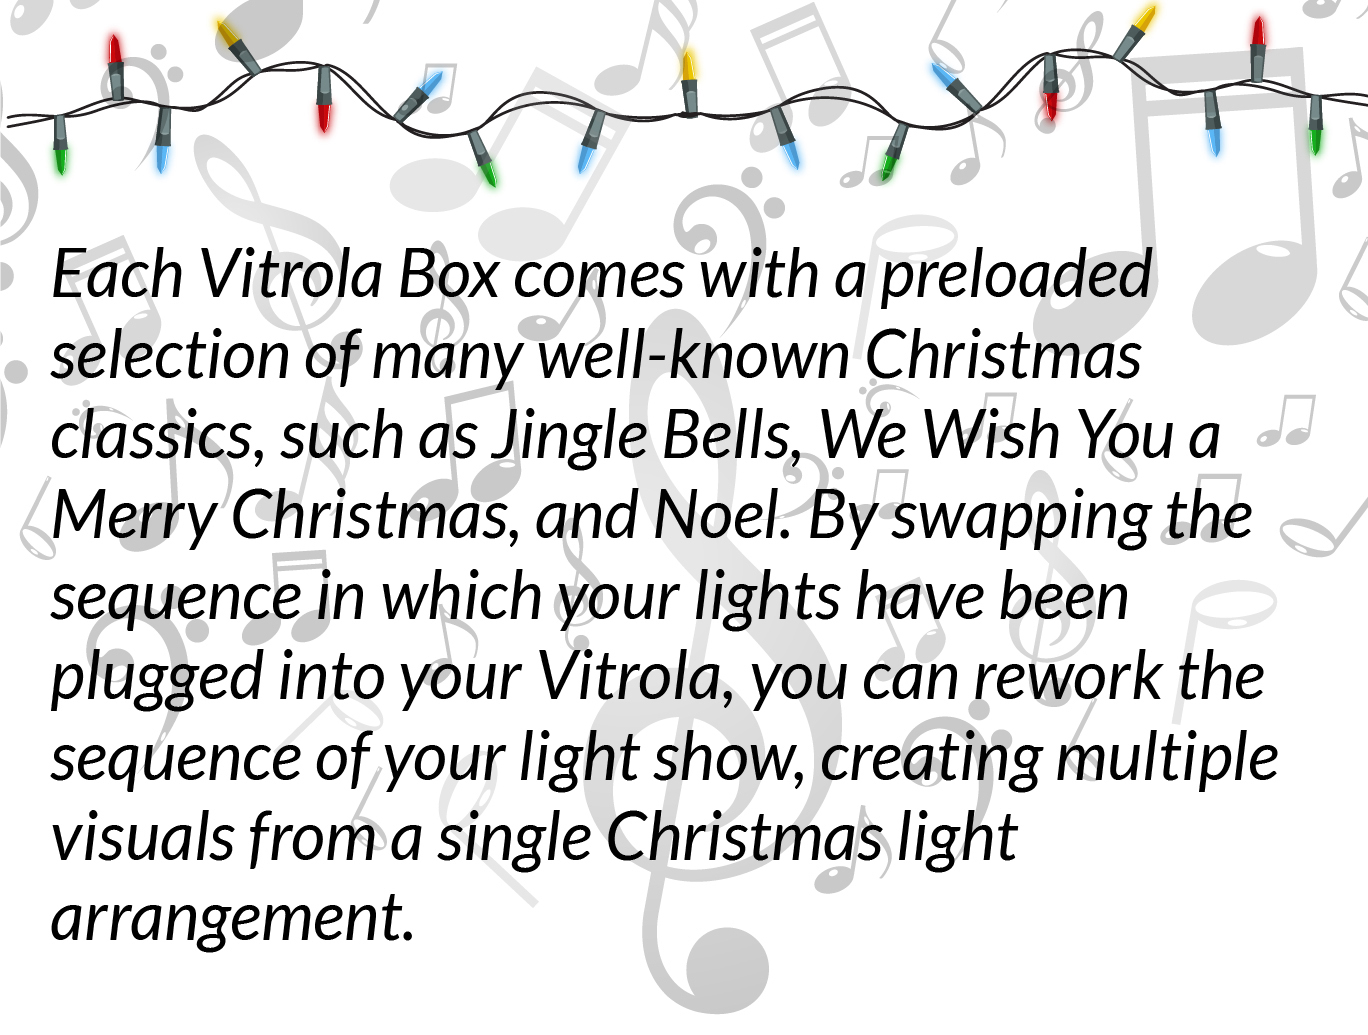 Each Vitrola Box comes with a preloaded
selection of many well-known Christmas
classics, such as Jingle Bells, We Wish You a
Merry Christmas, and Noel. By swapping the
sequence in which your lights have been
plugged into your Vitrola, you can rework the
sequence of your light show, creating multiple
visuals from a single Christmas light
arrangement.